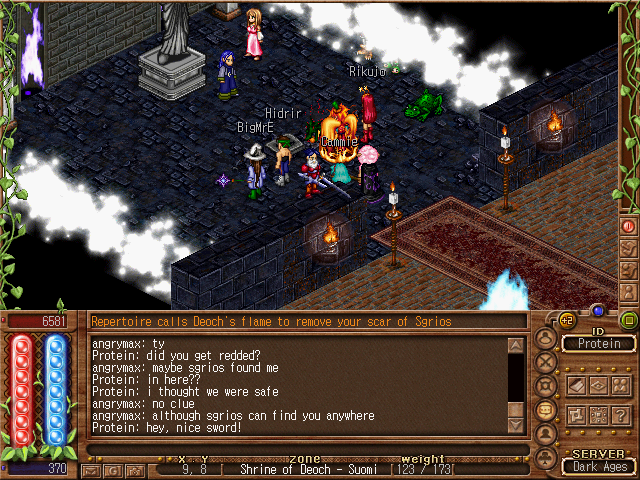 Rikujo
Hidrir
BigMrE
Cammie
6581
Repertoire calls Deoch's flame to remove your scar of Sgrios
+2
ID
Protein
angrymax: ty
Protein: did you get redded?
angrymax: maybe sgrios found me
Protein: in here??
Protein: i thought we were safe
angrymax: no clue
angrymax: although sgrios can find you anywhere
Protein: hey, nice sword!
?
x y zone weight
370
G
9, 8 [ Shrine of Deoch - Suomi [123 / 173[
SERVER
Dark Ages